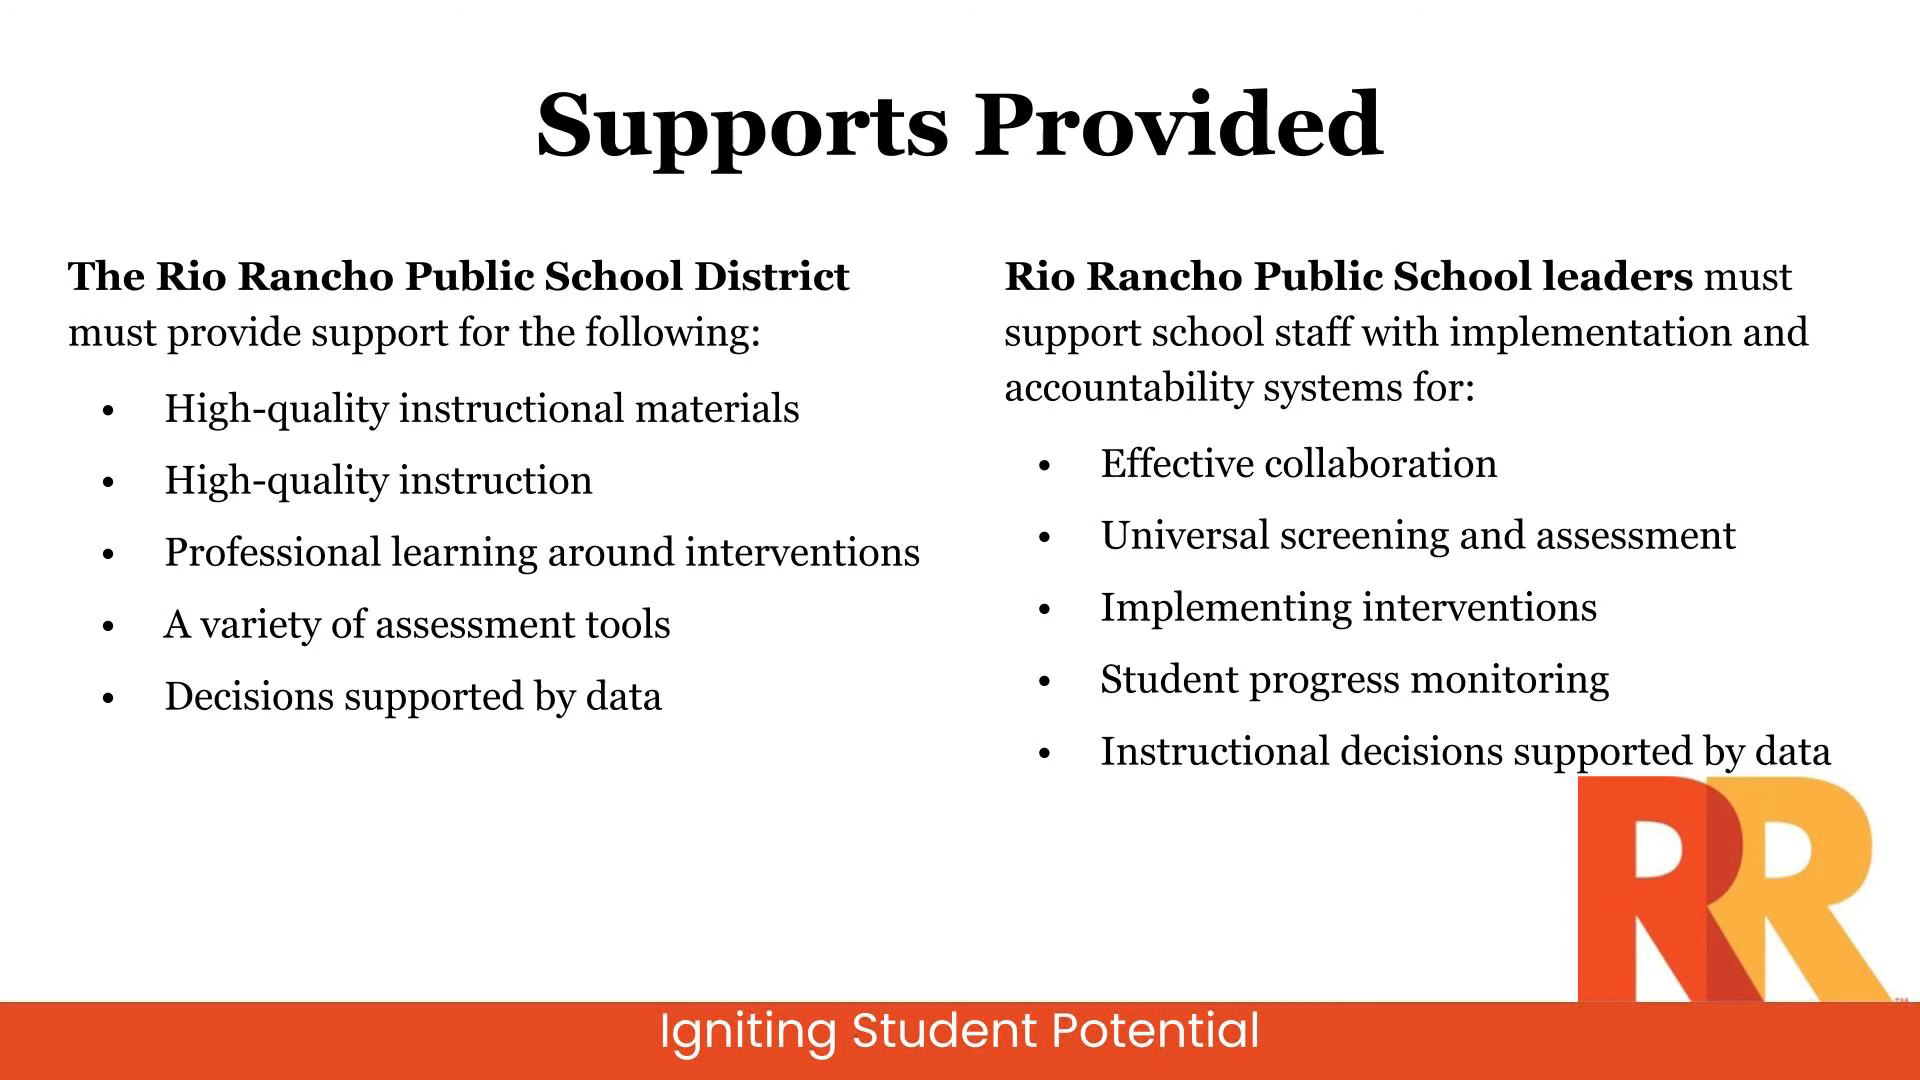 Supports Provided
The Rio Rancho Public School District
must provide support for the following:
• High-quality instructional materials
• High-quality instruction
• Professional learning around interventions
• A variety of assessment tools
• Decisions supported by data
Rio Rancho Public School leaders must
support school staff with implementation and
accountability systems for:
• Effective collaboration
• Universal screening and assessment
• Implementing interventions
• Student progress monitoring
• Instructional decisions supported by data
RR™
Igniting Student Potential